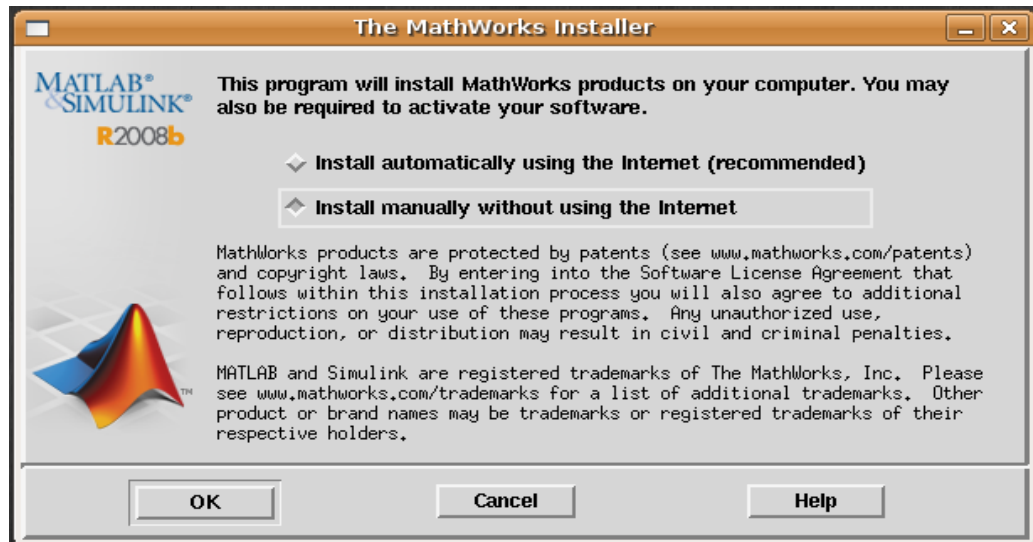 The MathWorks Installer
MATLAB®
&SIMULINK®
R2008b
This program will install MathWorks products on your computer. You may
also be required to activate your software.
Install automatically using the Internet (recommended)
Install manually without using the Internet
MathWorks products are protected by patents (see www.mathworks.com/patents)
and copyright laws. By entering into the Software License Agreement that
follows within this installation process you will also agree to additional
restrictions on your use of these programs. Any unauthorized use,
reproduction, or distribution may result in civil and criminal penalties.
MATLAB and Simulink are registered trademarks of The MathWorks, Inc. Please
see www.mathworks.com/trademarks for a list of additional trademarks. Other
product or brand names may be trademarks or registered trademarks of their
respective holders.
TM
OK
Cancel
Help